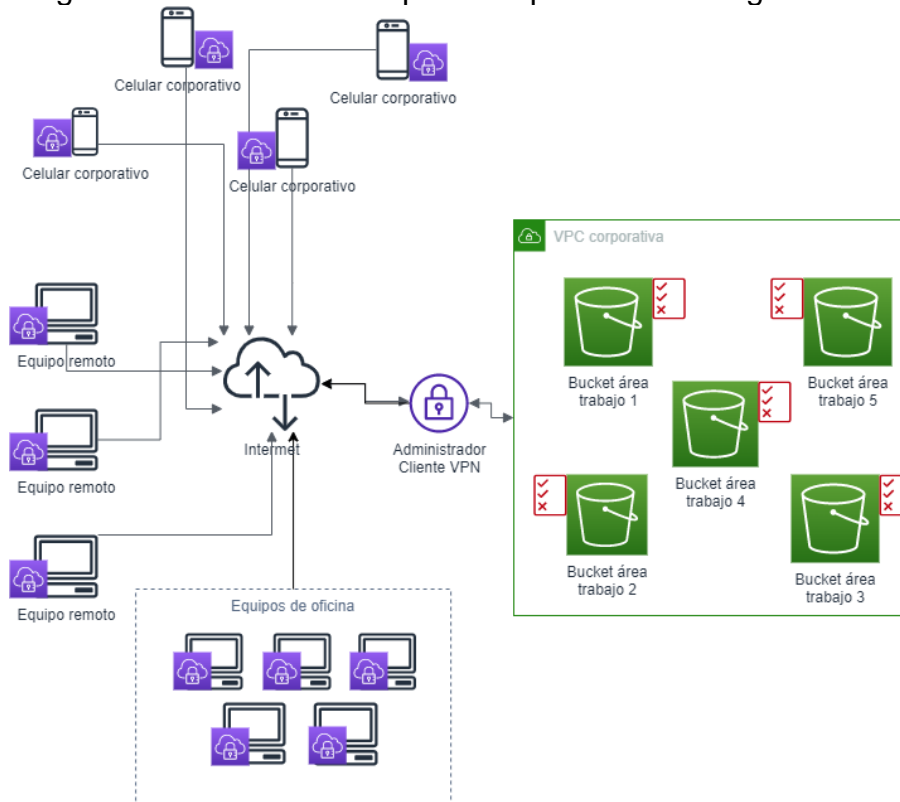 Celular corporativo
Celular corporativo
Celular corporativo
Celular corporativo
VPC corporativa
Equipo remoto
Bucket área
trabajo 1
Bucket área
trabajo 5
Internet
Administrador
Cliente VPN
Equipo remoto
Bucket área
trabajo 4
Bucket área
trabajo 2
Bucket área
trabajo 3
Equipo remoto
Equipos de oficina